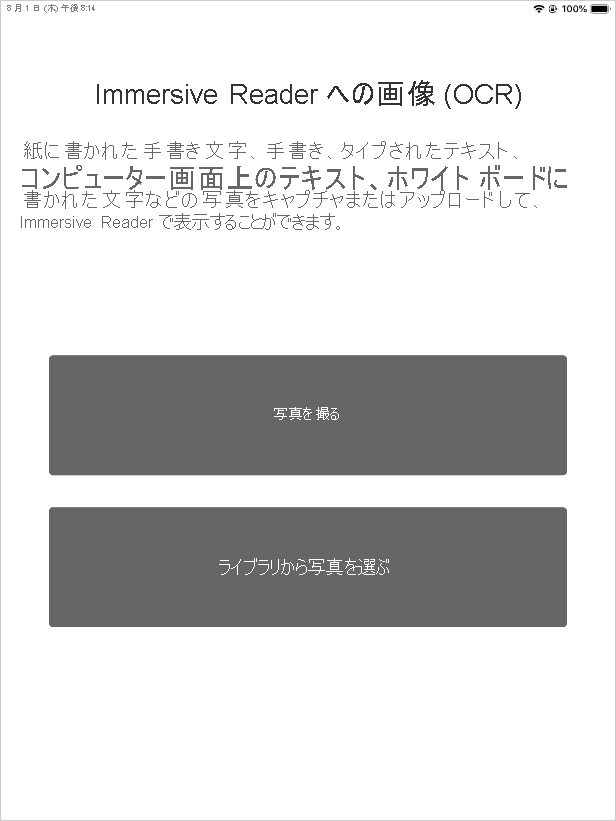 8月1日(木)午後8:14
100%
Immersive Reader への画像 (OCR)
紙に書かれた手書き文字、手書き、タイプされたテキスト、
コンピューター画面上のテキスト、ホワイトボードに
書かれた文字などの写真をキャプチャまたはアップロードして、
Immersive Reader で表示することができます。
写真を撮る
ライブラリから写真を選ぶ